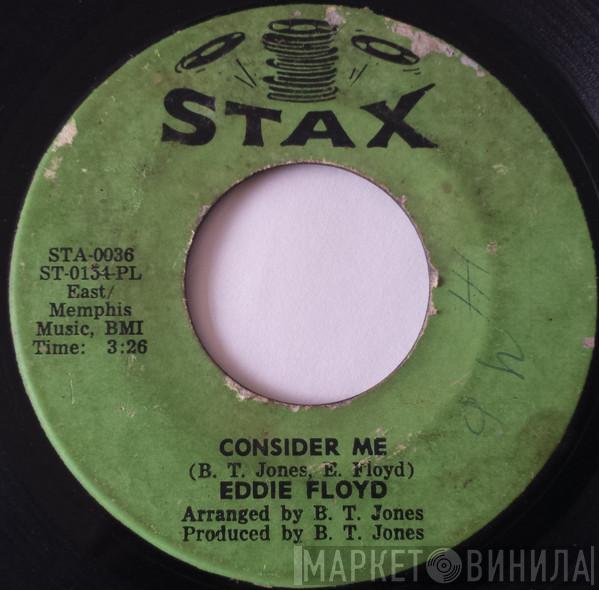 STAX
STA-0036
ST-0154-PL
East/
Memphis
Music, BMI
Time: 3:26
CONSIDER ME
(B. T. Jones, E. Floyd)
EDDIE FLOYD
Arranged by B. T. Jones
Produced by B. T. Jones
МАРКЕТ ВИНИЛА